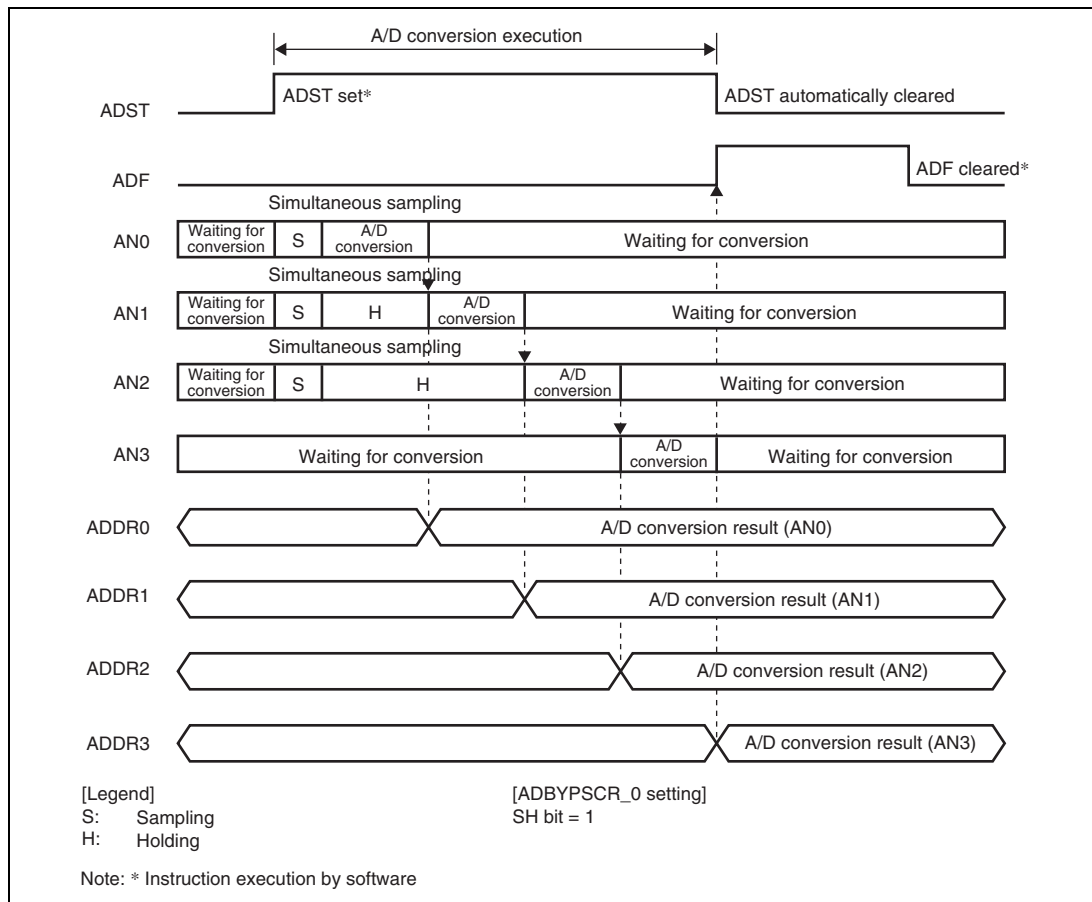 A/D conversion execution
ADST
ADST set*
ADST automatically cleared
ADF
ADF cleared*
Simultaneous sampling
AN0
Waiting for
conversion
S
A/D
conversion
Waiting for conversion
Simultaneous sampling
AN1
Waiting for
conversion
S
H
A/D
conversion
Waiting for conversion
Simultaneous sampling
AN2
Waiting for
conversion
S
H
A/D
conversion
Waiting for conversion
AN3
Waiting for conversion
A/D
conversion
Waiting for conversion
ADDR0
A/D conversion result (AN0)
ADDR1
A/D conversion result (AN1)
ADDR2
A/D conversion result (AN2)
ADDR3
A/D conversion result (AN3)
[Legend]
S: Sampling
H: Holding
[ADBYPSCR_0 setting]
SH bit = 1
Note: * Instruction execution by software